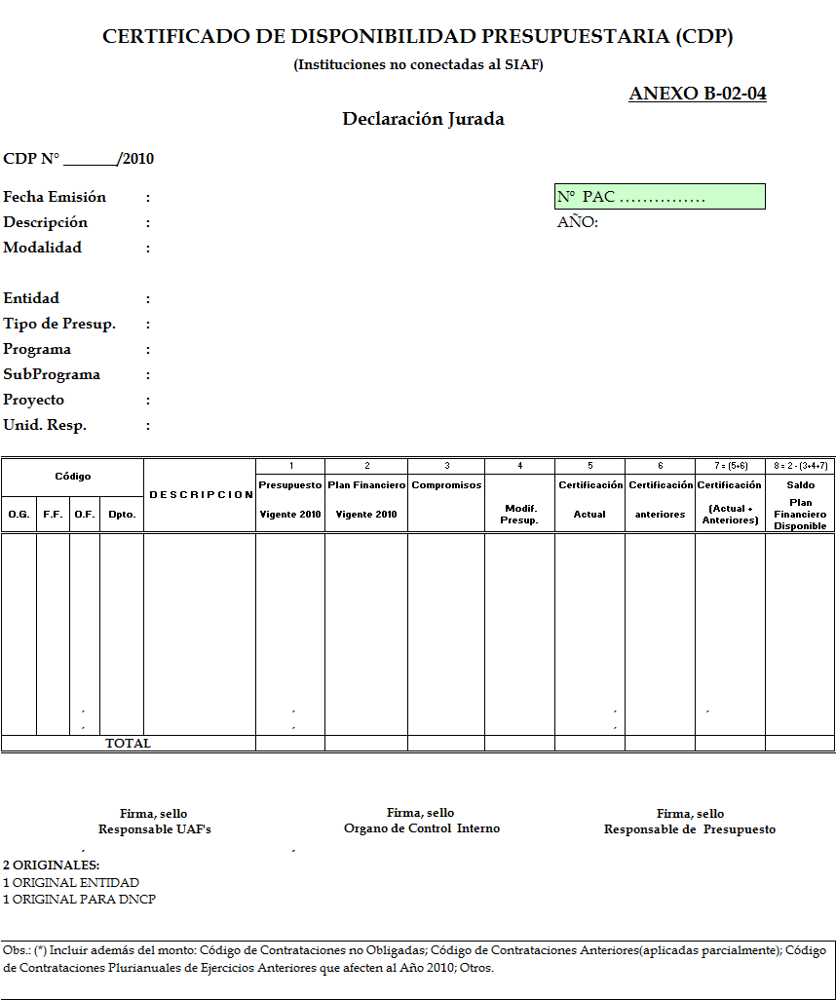 CERTIFICADO DE DISPONIBILIDAD PRESUPUESTARIA (CDP)
(Instituciones no conectadas al SIAF)
ANEXO B-02-04
Declaración Jurada
CDP N° _______/2010
Fecha Emisión :
Nº PAC ……………
Descripción :
AÑO:
Modalidad :
Entidad :
Tipo de Presup. :
Programa :
SubPrograma :
Proyecto :
Unid. Resp. :
Código
O.G. F.F. O.F. Dpto.
D E S C R I P C I O N
1 2 3 4 5 6 7 = (5+6) 8 = 2 - (3+4+7)
Presupuesto Plan Financiero Compromisos Certificación Certificación Certificación Saldo
Vigente 2010 Vigente 2010 Modif. Presup. Actual anteriores (Actual + Anteriores) Plan Financiero Disponible
TOTAL
Firma, sello Firma, sello Firma, sello
Responsable UAF's Organo de Control Interno Responsable de Presupuesto
2 ORIGINALES:
1 ORIGINAL ENTIDAD
1 ORIGINAL PARA DNCP
Obs.: (*) Incluir además del monto: Código de Contrataciones no Obligadas; Código de Contrataciones Anteriores(aplicadas parcialmente); Código
de Contrataciones Plurianuales de Ejercicios Anteriores que afecten al Año 2010; Otros.